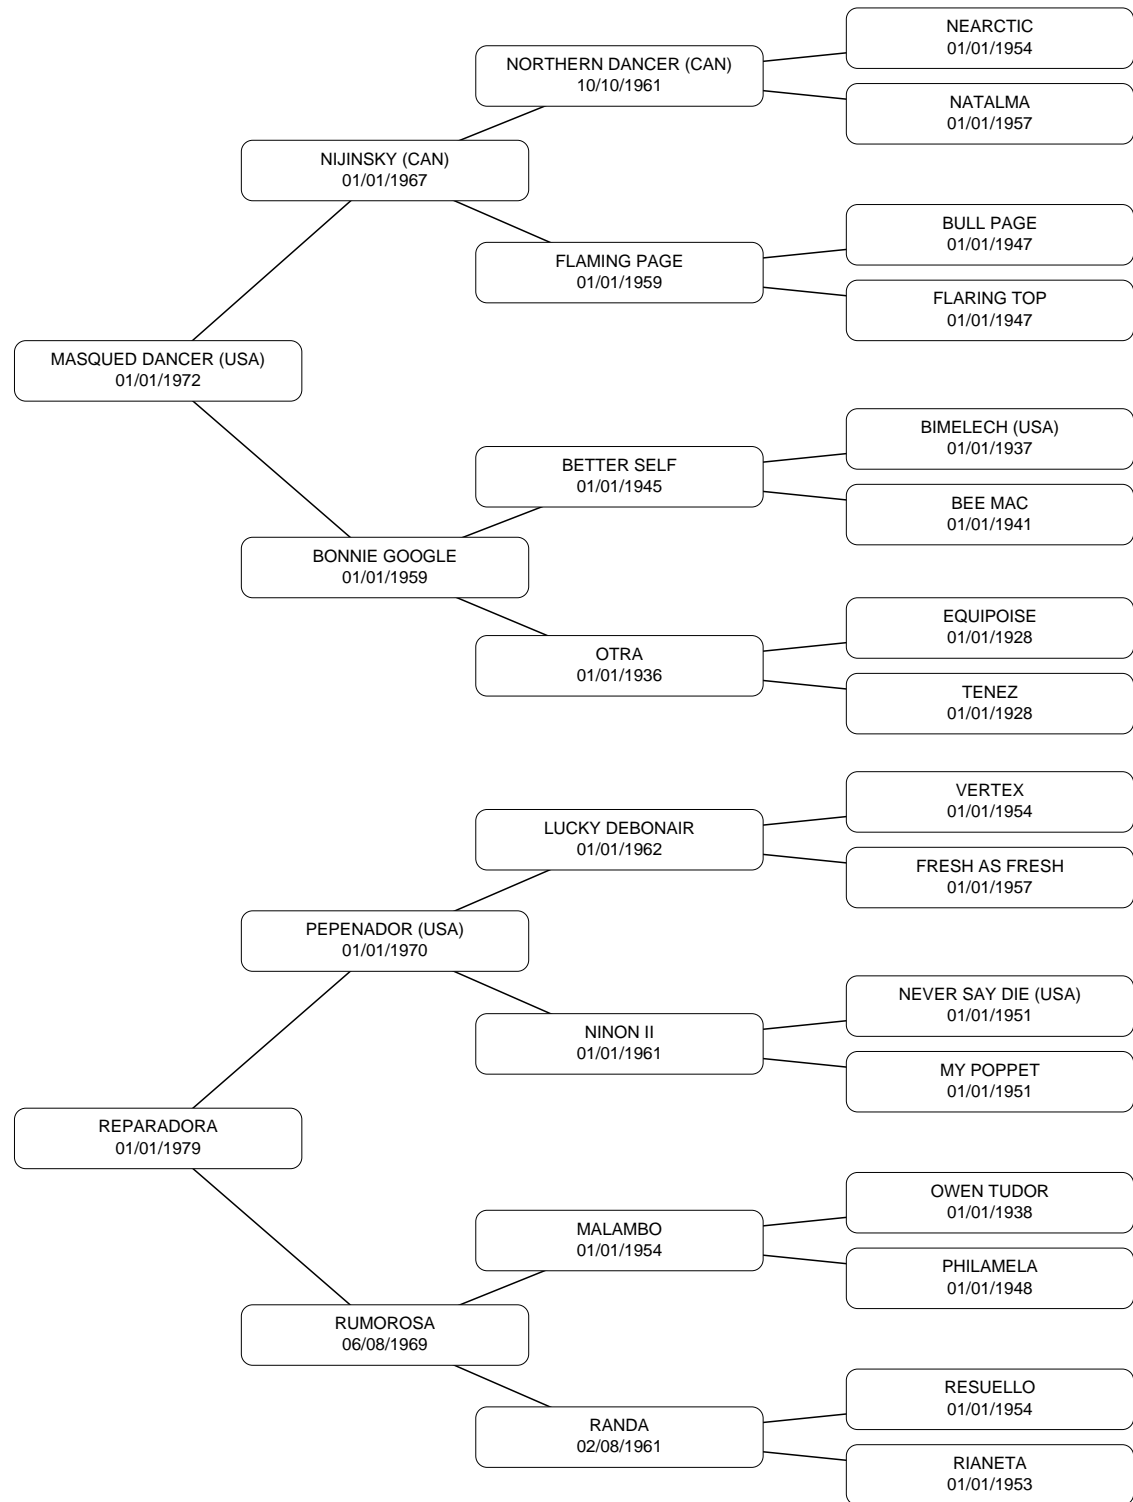 NEARCTIC
01/01/1954
NORTHERN DANCER (CAN)
10/10/1961
NATALMA
01/01/1957
NIJINSKY (CAN)
01/01/1967
BULL PAGE
01/01/1947
FLAMING PAGE
01/01/1959
FLARING TOP
01/01/1947
MASQUED DANCER (USA)
01/01/1972
BIMELECH (USA)
01/01/1937
BETTER SELF
01/01/1945
BEE MAC
01/01/1941
BONNIE GOOGLE
01/01/1959
EQUIPOISE
01/01/1928
OTRA
01/01/1936
TENEZ
01/01/1928
VERTEX
01/01/1954
LUCKY DEBONAIR
01/01/1962
FRESH AS FRESH
01/01/1957
PEPENADOR (USA)
01/01/1970
NEVER SAY DIE (USA)
01/01/1951
NINON II
01/01/1961
MY POPPET
01/01/1951
REPARADORA
01/01/1979
OWEN TUDOR
01/01/1938
MALAMBO
01/01/1954
PHILAMELA
01/01/1948
RUMOROSA
06/08/1969
RESUELLO
01/01/1954
RANDA
02/08/1961
RIANETA
01/01/1953